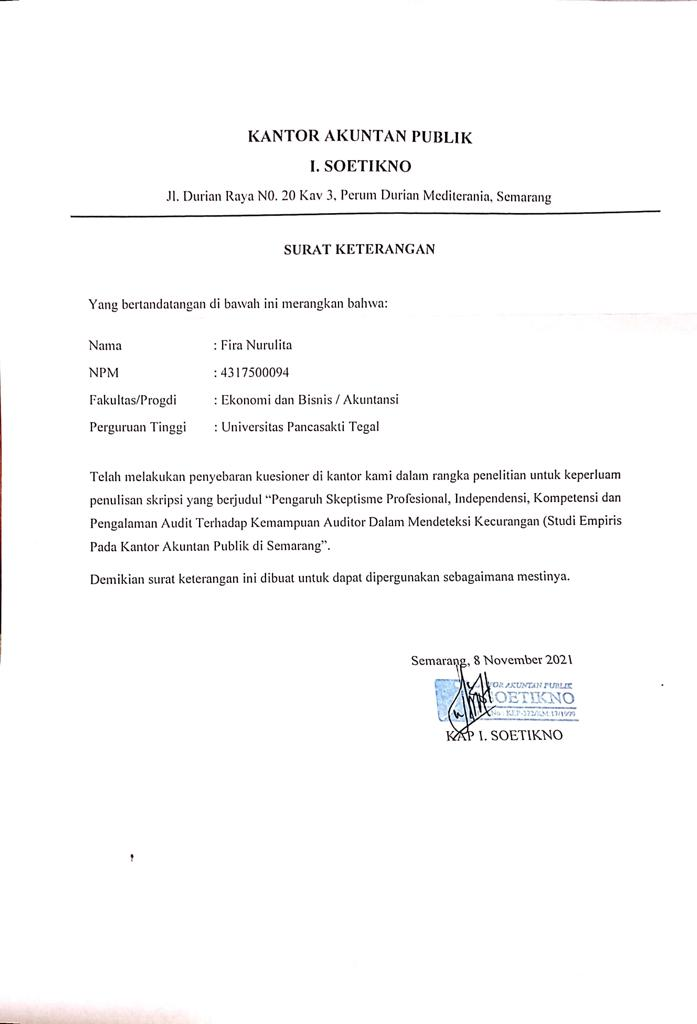 KANTOR AKUNTAN PUBLIK
I. SOETIKNO
Jl. Durian Raya N0. 20 Kav 3, Perum Durian Mediterania, Semarang
SURAT KETERANGAN
Yang bertandatangan di bawah ini merangkan bahwa:
Nama : Fira Nurulita
NPM : 4317500094
Fakultas/Progdi : Ekonomi dan Bisnis / Akuntansi
Perguruan Tinggi : Universitas Pancasakti Tegal
Telah melakukan penyebaran kuesioner di kantor kami dalam rangka penelitian untuk keperluam
penulisan skripsi yang berjudul “Pengaruh Skeptisme Profesional, Independensi, Kompetensi dan
Pengalaman Audit Terhadap Kemampuan Auditor Dalam Mendeteksi Kecurangan (Studi Empiris
Pada Kantor Akuntan Publik di Semarang”.
Demikian surat keterangan ini dibuat untuk dapat dipergunakan sebagaimana mestinya.
Semarang, 8 November 2021
AKUNTAN PUBLIK
OETIKNO
KAP I. SOETIKNO